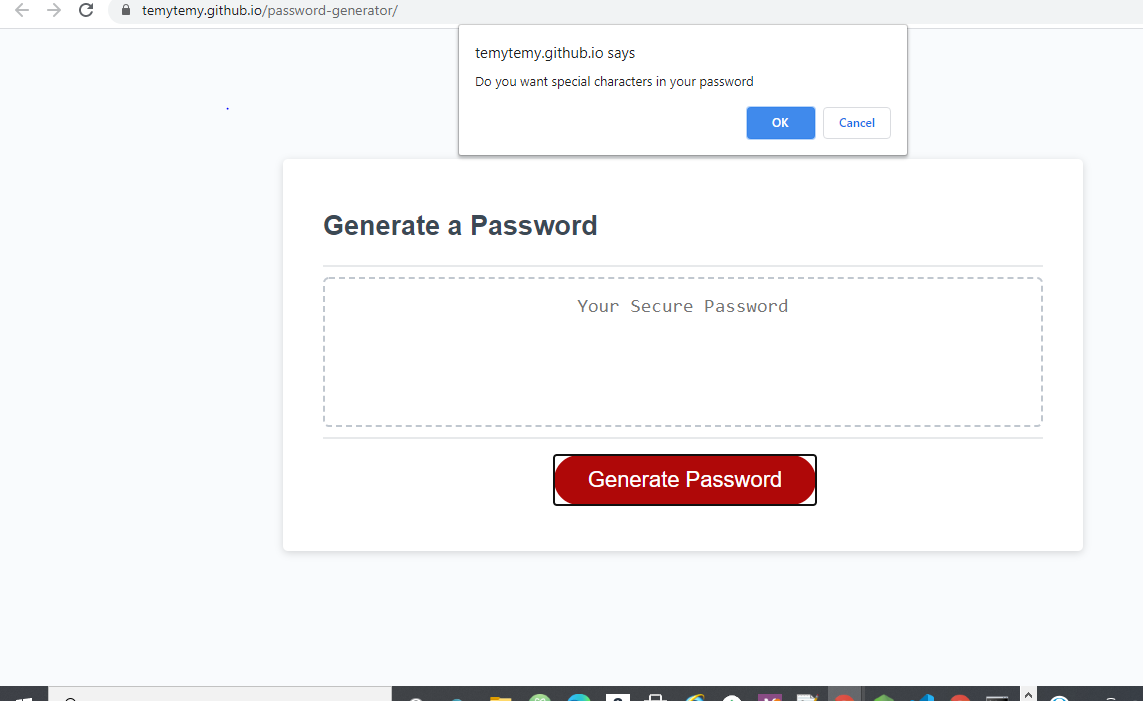 temytemy.github.io/password-generator/
temytemy.github.io says
Do you want special characters in your password
OK
Cancel
Generate a Password
Your Secure Password
Generate Password